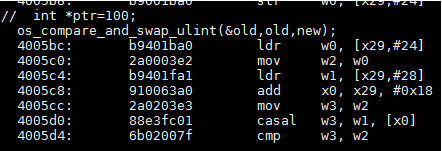 4005b8: b9001ba0 str w0, [x29,#24]
// int *ptr=100;
os_compare_and_swap_ulint(&old,old,new);
4005bc: b9401ba0 ldr w0, [x29,#24]
4005c0: 2a0003e2 mov w2, w0
4005c4: b9401fa1 ldr w1, [x29,#28]
4005c8: 910063a0 add x0, x29, #0x18
4005cc: 2a0203e3 mov w3, w2
4005d0: 88e3fc01 casal w3, w1, [x0]
4005d4: 6b02007f cmp w3, w2